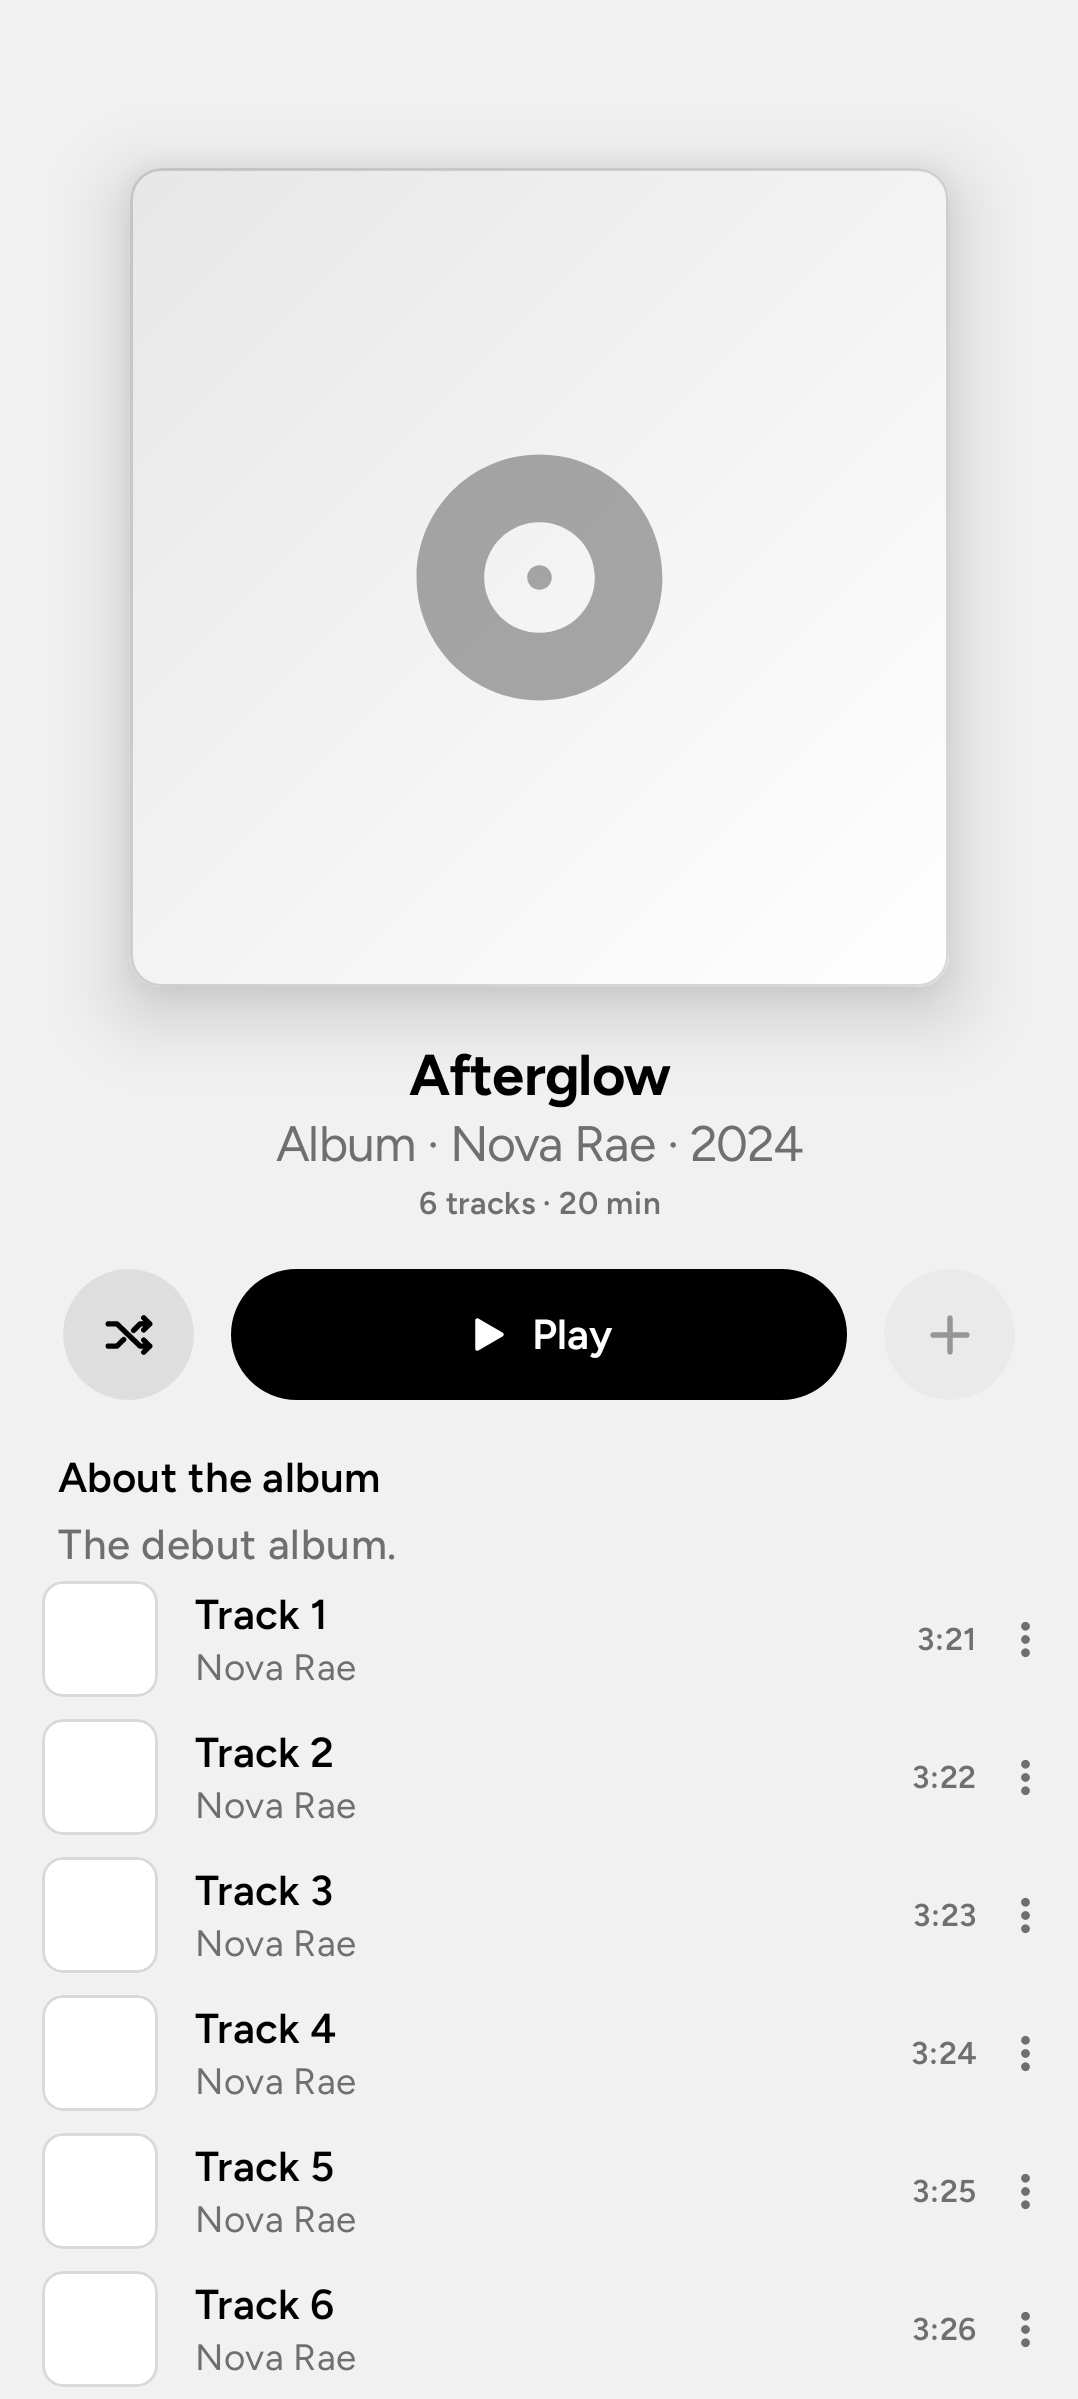 Afterglow
Album · Nova Rae · 2024
6 tracks · 20 min
Play
About the album
The debut album.
Track 1
Nova Rae
3:21
Track 2
Nova Rae
3:22
Track 3
Nova Rae
3:23
Track 4
Nova Rae
3:24
Track 5
Nova Rae
3:25
Track 6
Nova Rae
3:26